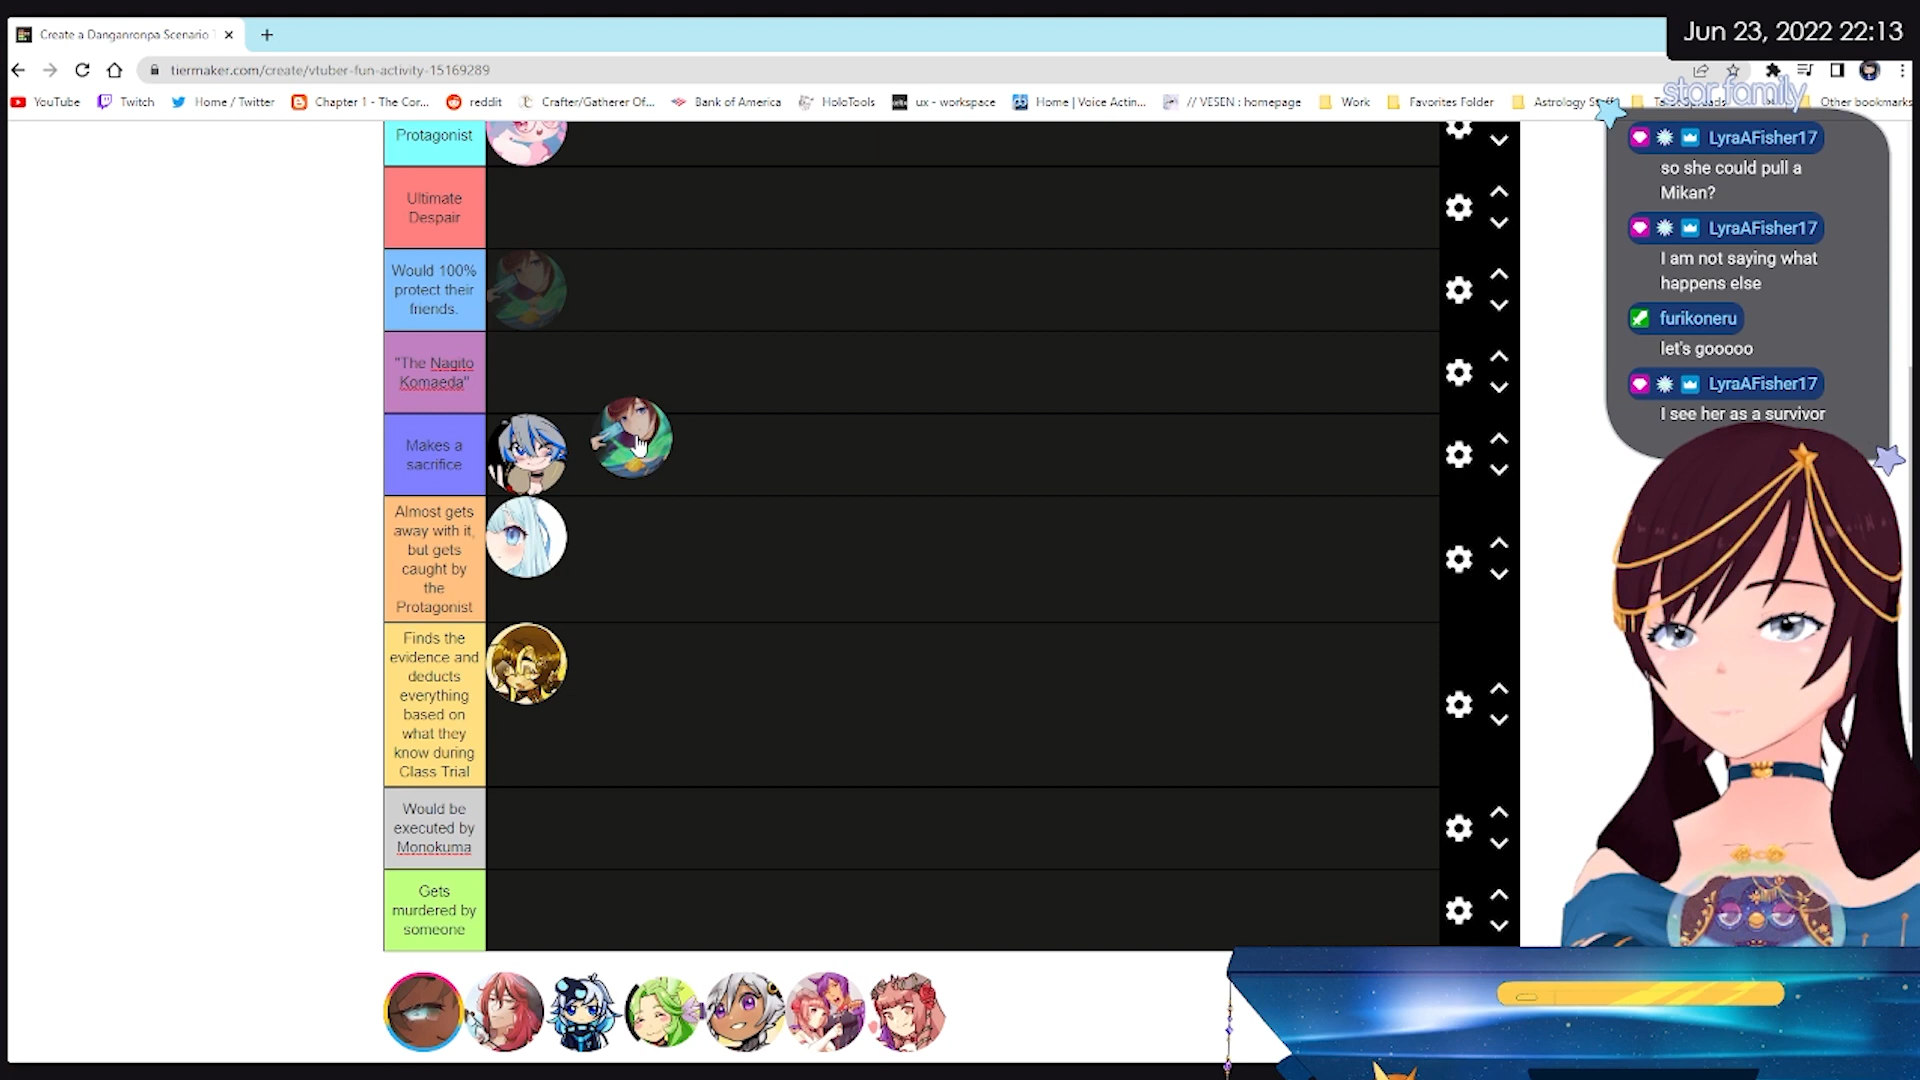 Create a Danganronpa Scenario
Jun 23, 2022 22:13
tiermaker.com/create/vtuber-fun-activity-15169289
YouTube
Twitch
Home / Twitter
Chapter 1 - The Cor...
reddit
Crafter/Gatherer Of...
Bank of America
HoloTools
ux - workspace
Home | Voice Actin...
// VESEN : homepage
Work
Favorites Folder
Astrology
Other bookmarks
star family
Protagonist
Ultimate
Despair
Would 100%
protect their
friends.
"The Nagito
Komaeda"
Makes a
sacrifice
Almost gets
away with it,
but gets
caught by
the
Protagonist
Finds the
evidence and
deducts
everything
based on
what they
know during
Class Trial
Would be
executed by
Monokuma
Gets
murdered by
someone
LyraAFisher17
so she could pull a
Mikan?
LyraAFisher17
I am not saying what
happens else
furikoneru
let's gooooo
LyraAFisher17
I see her as a survivor